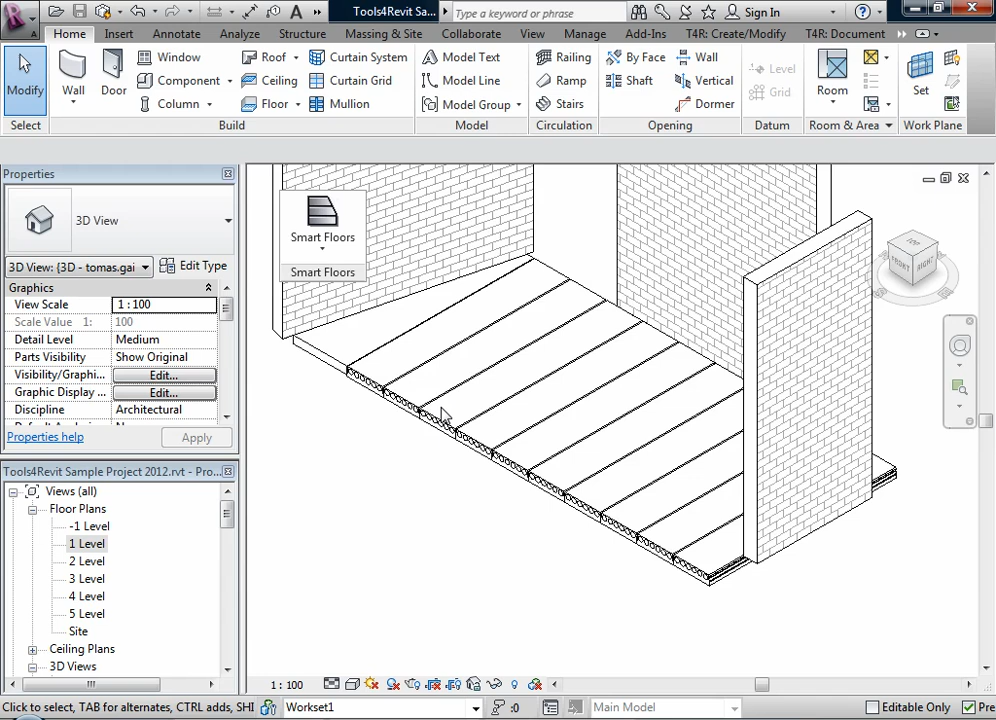 Tools4Revit Sa...
Type a keyword or phrase
Sign In
Home
Insert
Annotate
Analyze
Structure
Massing & Site
Collaborate
View
Manage
Add-Ins
T4R: Create/Modify
T4R: Document
Modify
Wall
Door
Window
Component
Column
Roof
Ceiling
Floor
Curtain System
Curtain Grid
Mullion
Model Text
Model Line
Model Group
Railing
Ramp
Stairs
By Face
Shaft
Wall
Vertical
Dormer
Level
Grid
Room
Set
Select
Build
Model
Circulation
Opening
Datum
Room & Area
Work Plane
Properties
3D View
3D View: {3D - tomas.gai
Edit Type
Graphics
View Scale
1 : 100
Scale Value 1:
100
Detail Level
Medium
Parts Visibility
Show Original
Visibility/Graphi...
Edit...
Graphic Display ...
Edit...
Discipline
Architectural
Properties help
Apply
Tools4Revit Sample Project 2012.rvt - Pro...
Views (all)
Floor Plans
-1 Level
1 Level
2 Level
3 Level
4 Level
5 Level
Site
Ceiling Plans
3D Views
Smart Floors
Smart Floors
TOP
FRONT
RIGHT
1 : 100
Click to select, TAB for alternates, CTRL adds, SHI
Workset1
:0
Main Model
Editable Only
Pre